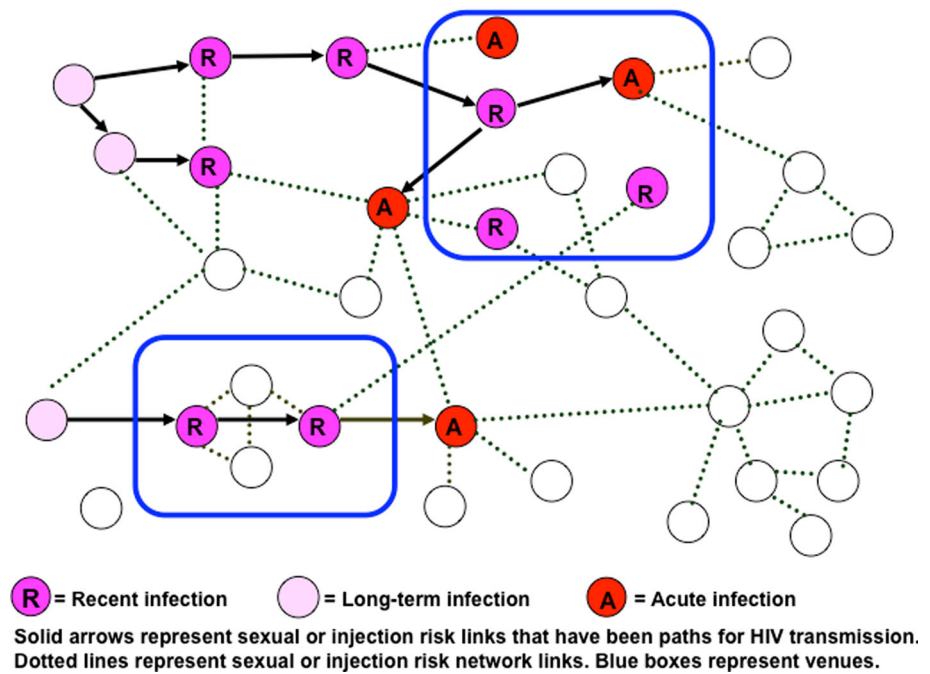 A
R
R
A
R
R
R
A
R
R
R
A
R = Recent infection = Long-term infection A = Acute infection
Solid arrows represent sexual or injection risk links that have been paths for HIV transmission.
Dotted lines represent sexual or injection risk network links. Blue boxes represent venues.